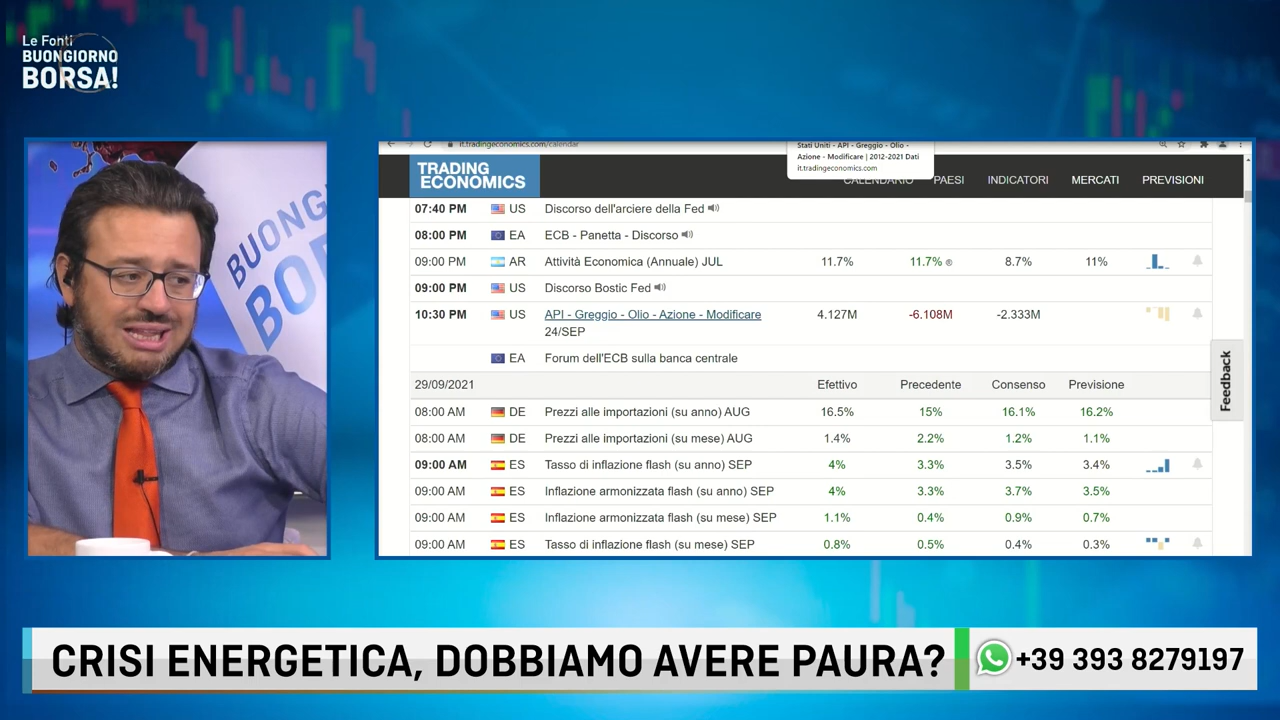 Le Fonti
BUONGIORNO
BORSA!
BUONG
BOR
it.tradingeconomics.com/calendar
Stati Uniti - API - Greggio - Olio -
Azione - Modificare | 2012-2021 Dati
it.tradingeconomics.com
TRADING
ECONOMICS
CALENDARIO PAESI INDICATORI MERCATI PREVISIONI
07:40 PM US Discorso dell'arciere della Fed
08:00 PM EA ECB - Panetta - Discorso
09:00 PM AR Attività Economica (Annuale) JUL 11.7% 11.7% ® 8.7% 11%
09:00 PM US Discorso Bostic Fed
10:30 PM US API - Greggio - Olio - Azione - Modificare 4.127M -6.108M -2.333M
24/SEP
EA Forum dell'ECB sulla banca centrale
29/09/2021 Efettivo Precedente Consenso Previsione
08:00 AM DE Prezzi alle importazioni (su anno) AUG 16.5% 15% 16.1% 16.2%
08:00 AM DE Prezzi alle importazioni (su mese) AUG 1.4% 2.2% 1.2% 1.1%
09:00 AM ES Tasso di inflazione flash (su anno) SEP 4% 3.3% 3.5% 3.4%
09:00 AM ES Inflazione armonizzata flash (su anno) SEP 4% 3.3% 3.7% 3.5%
09:00 AM ES Inflazione armonizzata flash (su mese) SEP 1.1% 0.4% 0.9% 0.7%
09:00 AM ES Tasso di inflazione flash (su mese) SEP 0.8% 0.5% 0.4% 0.3%
Feedback
CRISI ENERGETICA, DOBBIAMO AVERE PAURA?
+39 393 8279197